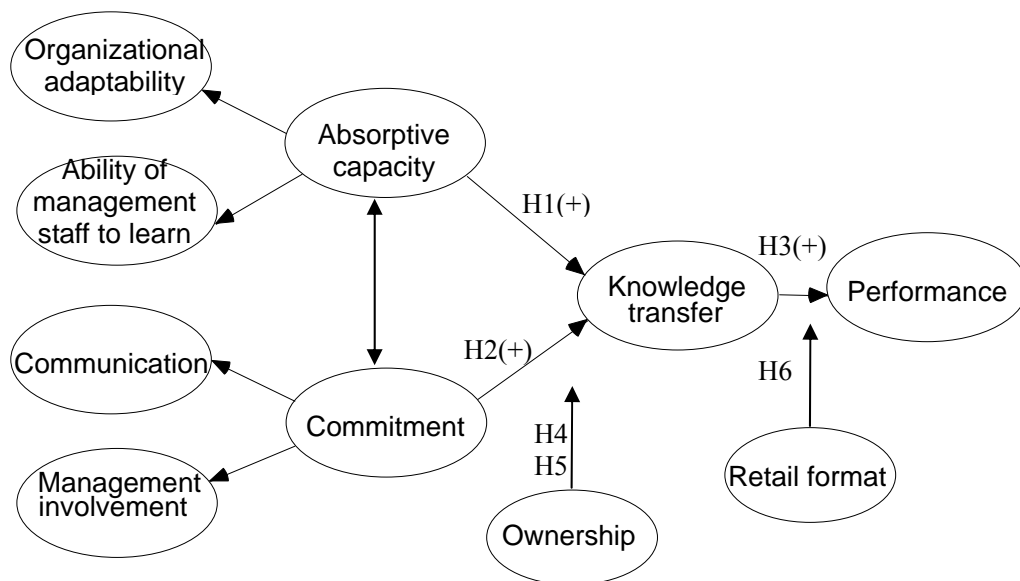 Organizational
adaptability
Absorptive
capacity
Ability of
management
staff to learn
H1(+)
Knowledge
transfer
H3(+)
Performance
Communication
H2(+)
H6
Commitment
H4
H5
Management
involvement
Retail format
Ownership